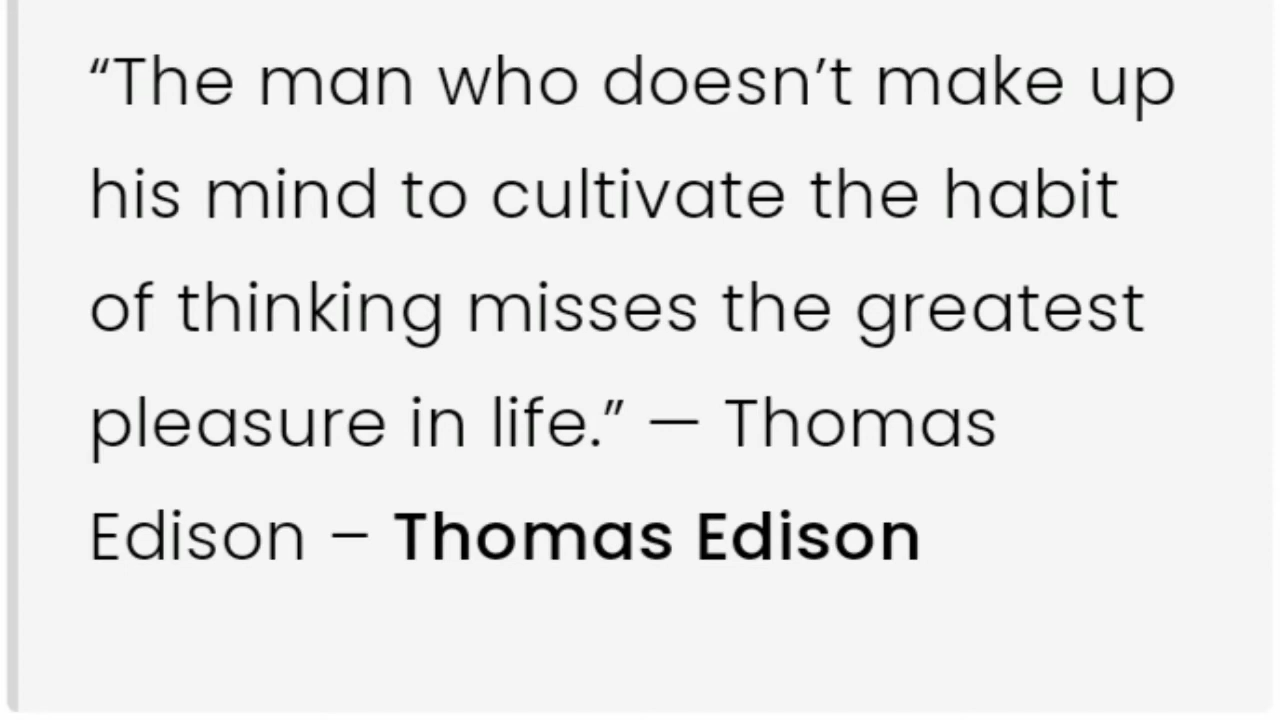 “The man who doesn’t make up
his mind to cultivate the habit
of thinking misses the greatest
pleasure in life.” — Thomas
Edison – Thomas Edison